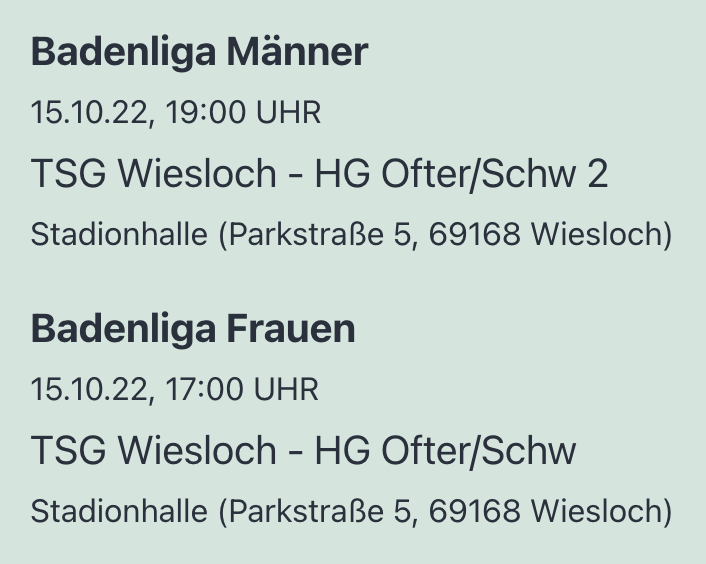 Badenliga Männer
15.10.22, 19:00 UHR
TSG Wiesloch - HG Ofter/Schw 2
Stadionhalle (Parkstraße 5, 69168 Wiesloch)
Badenliga Frauen
15.10.22, 17:00 UHR
TSG Wiesloch - HG Ofter/Schw
Stadionhalle (Parkstraße 5, 69168 Wiesloch)